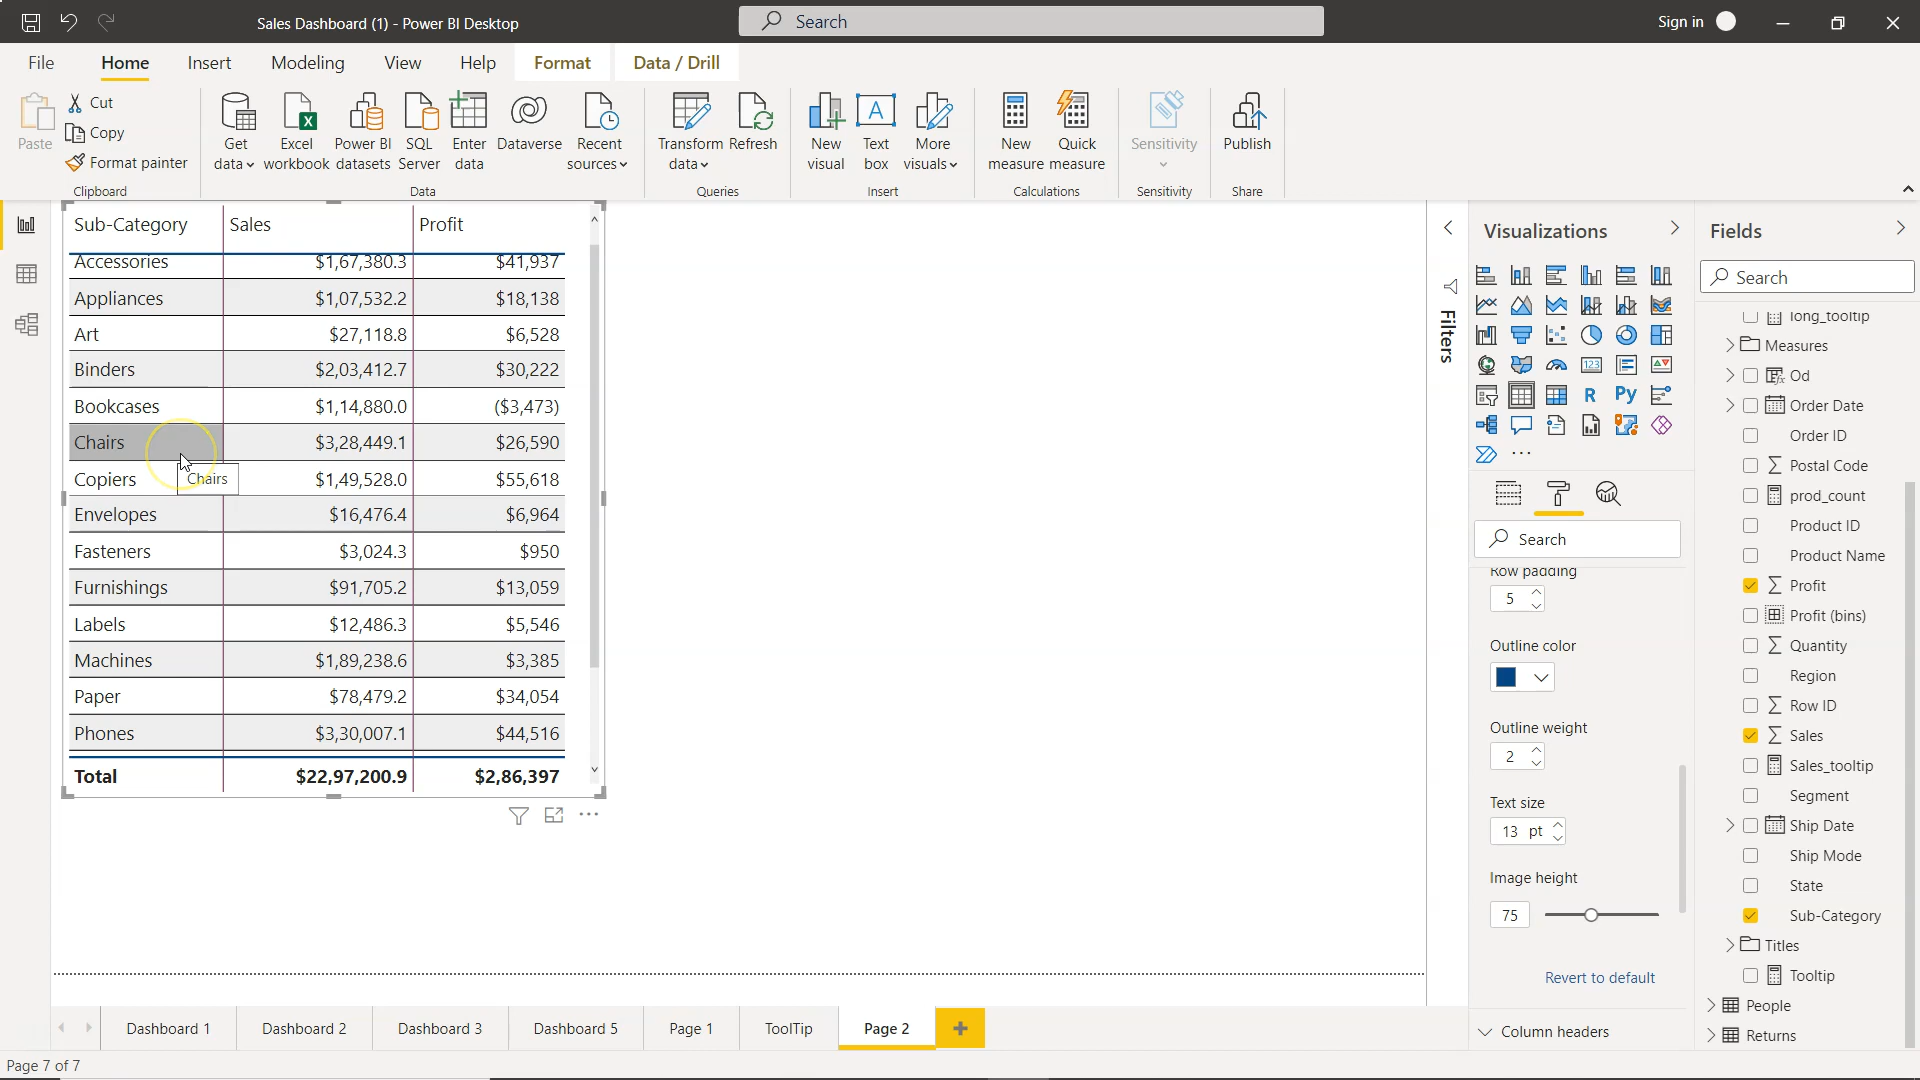 Sales Dashboard (1) - Power BI Desktop
Search
Sign in
File
Home
Insert
Modeling
View
Help
Format
Data / Drill
Paste
Cut
Copy
Format painter
Clipboard
Get data
Excel workbook
Power BI datasets
SQL Server
Enter data
Dataverse
Recent sources
Data
Transform data
Refresh
Queries
New visual
Text box
More visuals
Insert
New measure
Quick measure
Calculations
Sensitivity
Sensitivity
Publish
Share
Sub-Category Sales Profit
Accessories $1,67,380.3 $41,937
Appliances $1,07,532.2 $18,138
Art $27,118.8 $6,528
Binders $2,03,412.7 $30,222
Bookcases $1,14,880.0 ($3,473)
Chairs $3,28,449.1 $26,590
Copiers $1,49,528.0 $55,618
Chairs
Envelopes $16,476.4 $6,964
Fasteners $3,024.3 $950
Furnishings $91,705.2 $13,059
Labels $12,486.3 $5,546
Machines $1,89,238.6 $3,385
Paper $78,479.2 $34,054
Phones $3,30,007.1 $44,516
Total $22,97,200.9 $2,86,397
Filters
Visualizations
123
R
Py
Search
Row padding
5
Outline color
Outline weight
2
Text size
13 pt
Image height
75
Revert to default
Column headers
Fields
Search
long_tooltip
Measures
Od
Order Date
Order ID
Postal Code
prod_count
Product ID
Product Name
Profit
Profit (bins)
Quantity
Region
Row ID
Sales
Sales_tooltip
Segment
Ship Date
Ship Mode
State
Sub-Category
Titles
Tooltip
People
Returns
Dashboard 1
Dashboard 2
Dashboard 3
Dashboard 5
Page 1
ToolTip
Page 2
Page 7 of 7